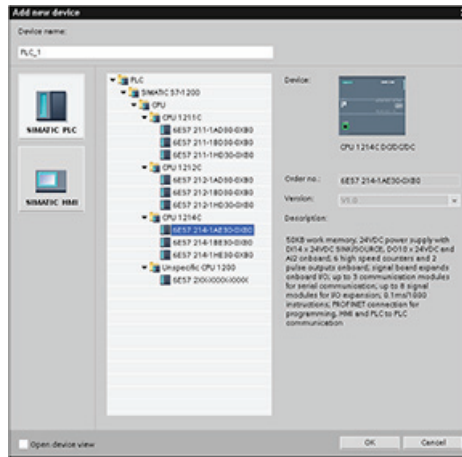 Add new device
Device name:
PLC_1
SIMATIC PLC
SIMATIC HMI
PLC
SIMATIC S7-1200
CPU
CPU 1211C
6ES7 211-1AD30-0XB0
6ES7 211-1BD30-0XB0
6ES7 211-1HD30-0XB0
CPU 1212C
6ES7 212-1AD30-0XB0
6ES7 212-1BD30-0XB0
6ES7 212-1HD30-0XB0
CPU 1214C
6ES7 214-1AE30-0XB0
6ES7 214-1BE30-0XB0
6ES7 214-1HE30-0XB0
Unspecific CPU 1200
6ES7 2XX-XXXXX-XXXX
Device:
CPU 1214C DC/DC/DC
Order no.:
6ES7 214-1AE30-0XB0
Version:
V1.0
Description:
50KB work memory; 24VDC power supply with
DI14 x 24VDC SINK/SOURCE, DO10 x 24VDC and
AI2 onboard; 6 high speed counters and 2
pulse outputs onboard; signal board expands
onboard I/O; up to 3 communication modules
for serial communication; up to 8 signal
modules for I/O expansion; 0.1ms/1000
instructions; PROFINET connection for
programming, HMI and PLC to PLC
communication
Open device view
OK
Cancel